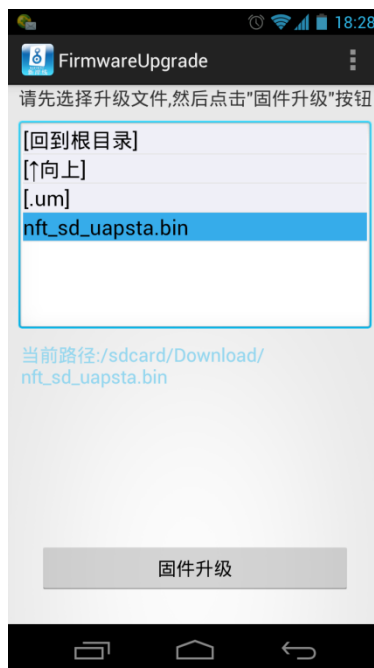 18:28
FirmwareUpgrade
请先选择升级文件,然后点击"固件升级"按钮
[回到根目录]
[↑向上]
[.um]
nft_sd_uapsta.bin
当前路径:/sdcard/Download/
nft_sd_uapsta.bin
固件升级